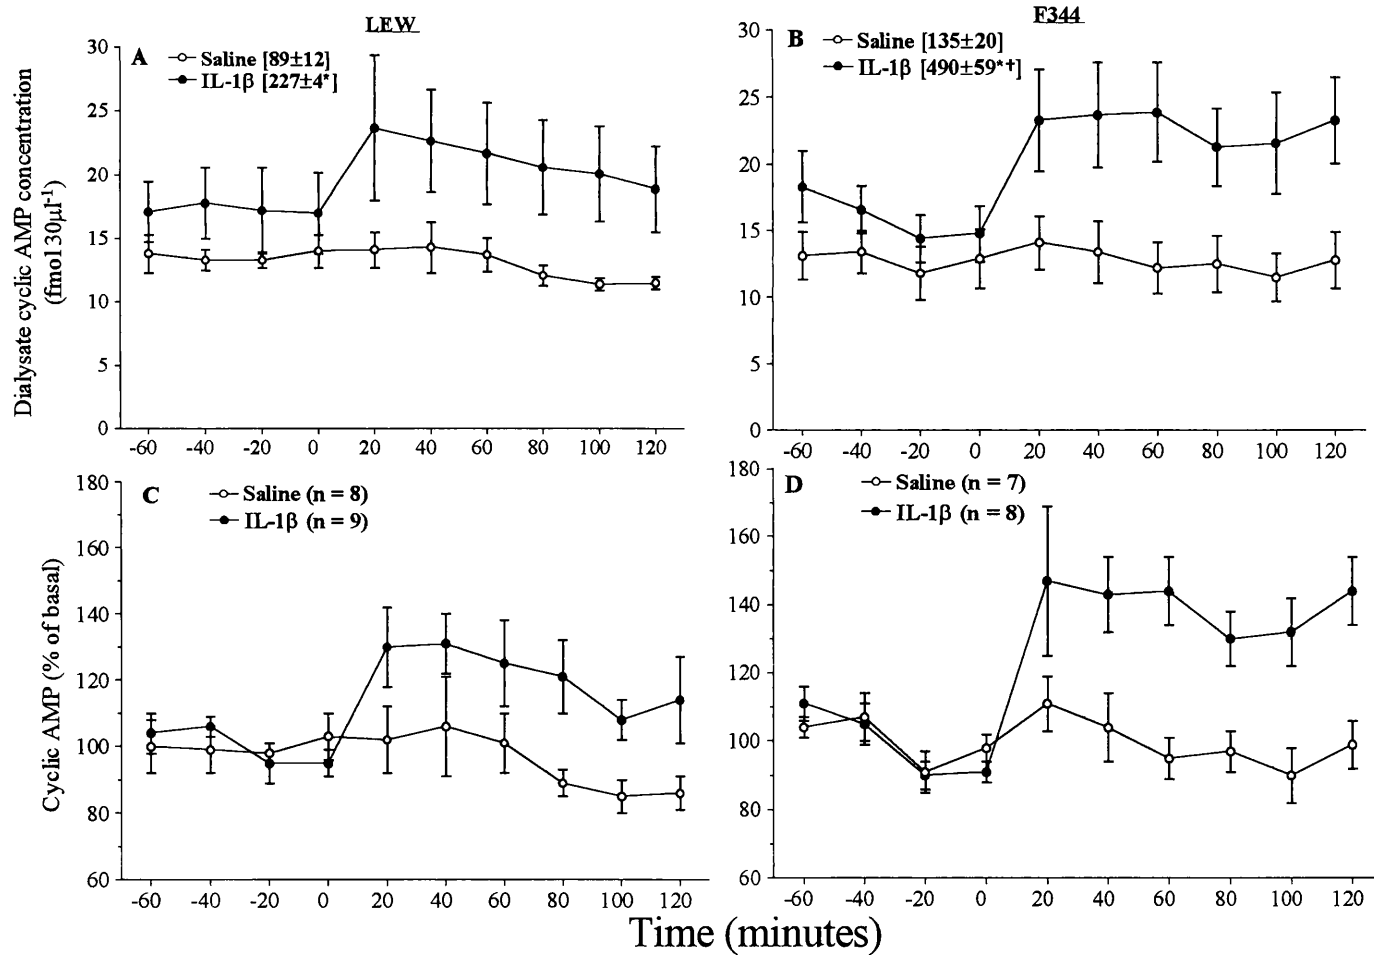 LEW
F344
A
Saline [89±12]
IL-1β [227±4*]
B
Saline [135±20]
IL-1β [490±59*†]
Dialysate cyclic AMP concentration
(fmol 30µl-1)
30
25
20
15
10
5
0
-60 -40 -20 0 20 40 60 80 100 120
30
25
20
15
10
5
0
-60 -40 -20 0 20 40 60 80 100 120
C
Saline (n = 8)
IL-1β (n = 9)
D
Saline (n = 7)
IL-1β (n = 8)
Cyclic AMP (% of basal)
180
160
140
120
100
80
60
-60 -40 -20 0 20 40 60 80 100 120
180
160
140
120
100
80
60
-60 -40 -20 0 20 40 60 80 100 120
Time (minutes)